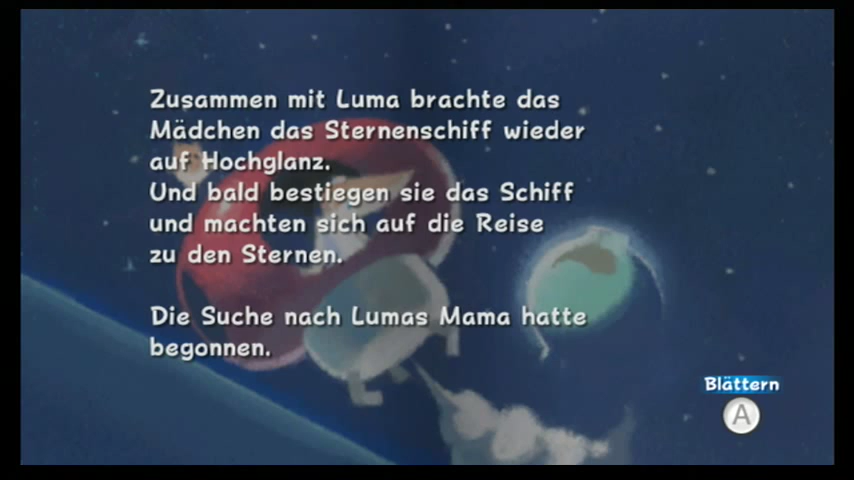 Zusammen mit Luma brachte das
Mädchen das Sternenschiff wieder
auf Hochglanz.
Und bald bestiegen sie das Schiff
und machten sich auf die Reise
zu den Sternen.
Die Suche nach Lumas Mama hatte
begonnen.
Blättern
A